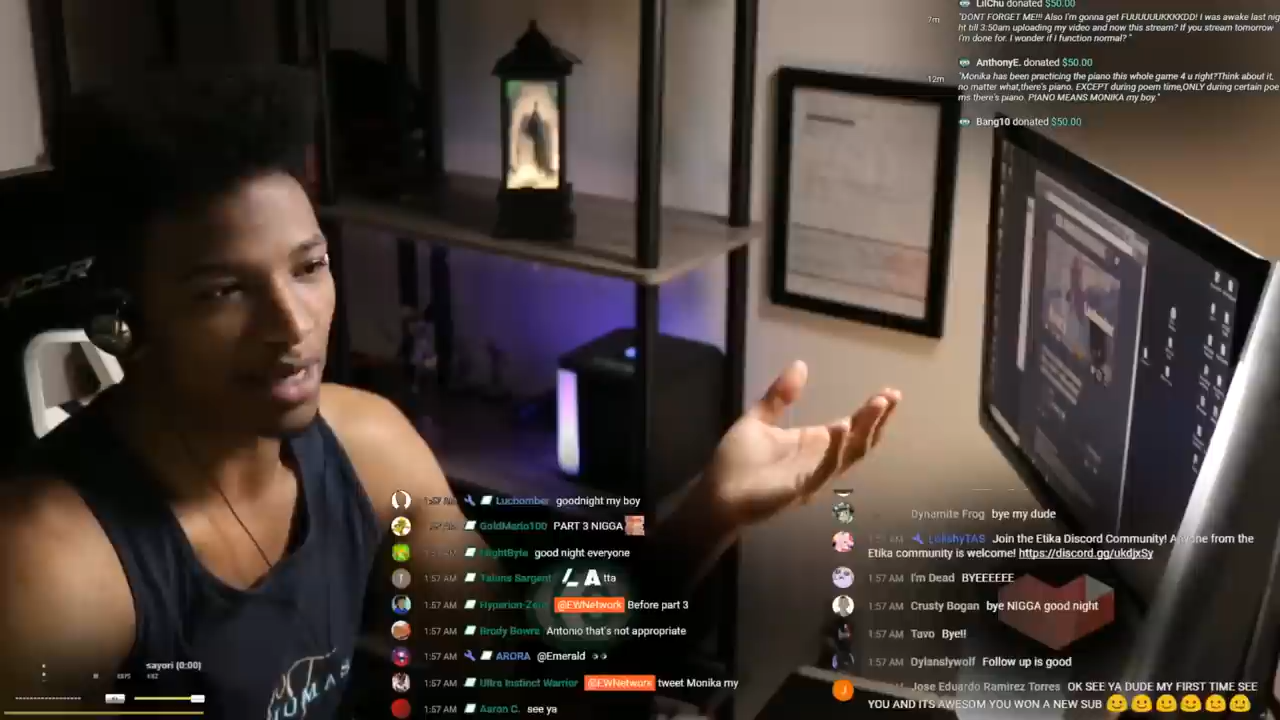 LilChu donated $50.00
7m
"DONT FORGET ME!!! Also I'm gonna get FUUUUUKKKKDD! I was awake last nig
ht till 3:50am uploading my video and now this stream? If you stream tomorrow
I'm done for. I wonder if I function normal? "
AnthonyE. donated $50.00
12m
"Monika has been practicing the piano this whole game 4 u right?Think about it,
no matter what,there's piano. EXCEPT during poem time,ONLY during certain poe
ms there's piano. PIANO MEANS MONIKA my boy."
Bang10 donated $50.00
Lucbomber goodnight my boy
GoldMario100 PART 3 NIGGA
NightByte good night everyone
Talans Sargent tta
1:57 AM Hyperion-Zero @EWNetwork Before part 3
1:57 AM Brody Bowrs Antonio that's not appropriate
1:57 AM ARORA @Emerald 👀
1:57 AM Ultra Instinct Warrior @EWNetwork tweet Monika my
1:57 AM Aaron C. see ya
Dynamite Frog bye my dude
Join the Etika Discord Community! Anyone from the
Etika community is welcome! https://discord.gg/ukdjxSy
1:57 AM I'm Dead BYEEEEEE
1:57 AM Crusty Bogan bye NIGGA good night
1:57 AM Tavo Bye!!
1:57 AM Dylanslywolf Follow up is good
J
Jose Eduardo Ramirez Torres OK SEE YA DUDE MY FIRST TIME SEE
YOU AND ITS AWESOM YOU WON A NEW SUB
sayori (0:00)